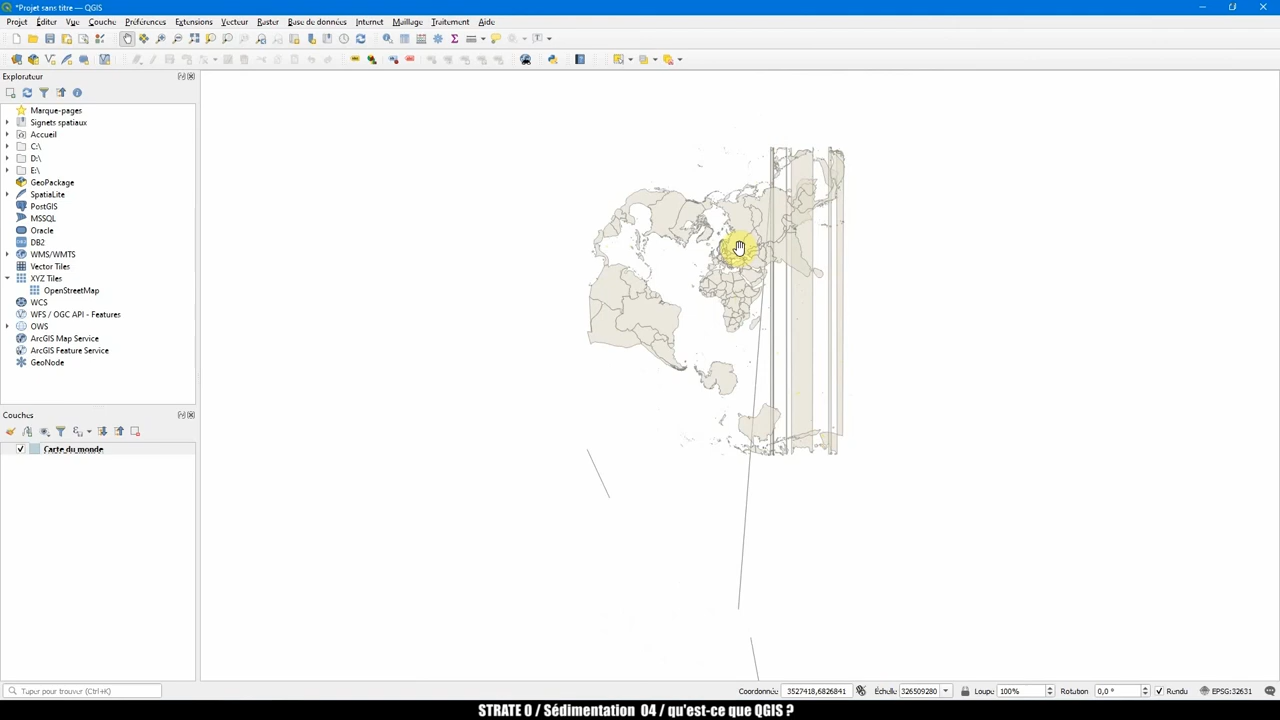 *Projet sans titre — QGIS
Projet Éditer Vue Couche Préférences Extensions Vecteur Raster Base de données Internet Maillage Traitement Aide
Explorateur
Marque-pages
Signets spatiaux
Accueil
C:\
D:\
E:\
GeoPackage
SpatiaLite
PostGIS
MSSQL
Oracle
DB2
WMS/WMTS
Vector Tiles
XYZ Tiles
OpenStreetMap
WCS
WFS / OGC API - Features
OWS
ArcGIS Map Service
ArcGIS Feature Service
GeoNode
Couches
Carte du monde
Taper pour trouver (Ctrl+K)
Coordonnée 3527418,6826841 Échelle 326509280 Loupe 100% Rotation 0,0 ° Rendu EPSG:32631
STRATE 0 / Sédimentation 04 / qu'est-ce que QGIS ?